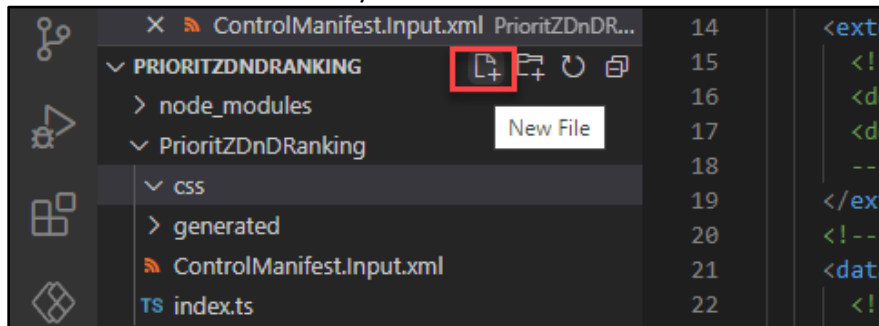 ControlManifest.Input.xml PrioritZDnDR...
PRIORITZDNDRANKING
node_modules
New File
PrioritZDnDRanking
css
generated
ControlManifest.Input.xml
TS index.ts
14 <ext
15 <!
16 <d
17 <d
18 --
19 </ex
20 <!--
21 <dat
22 <!